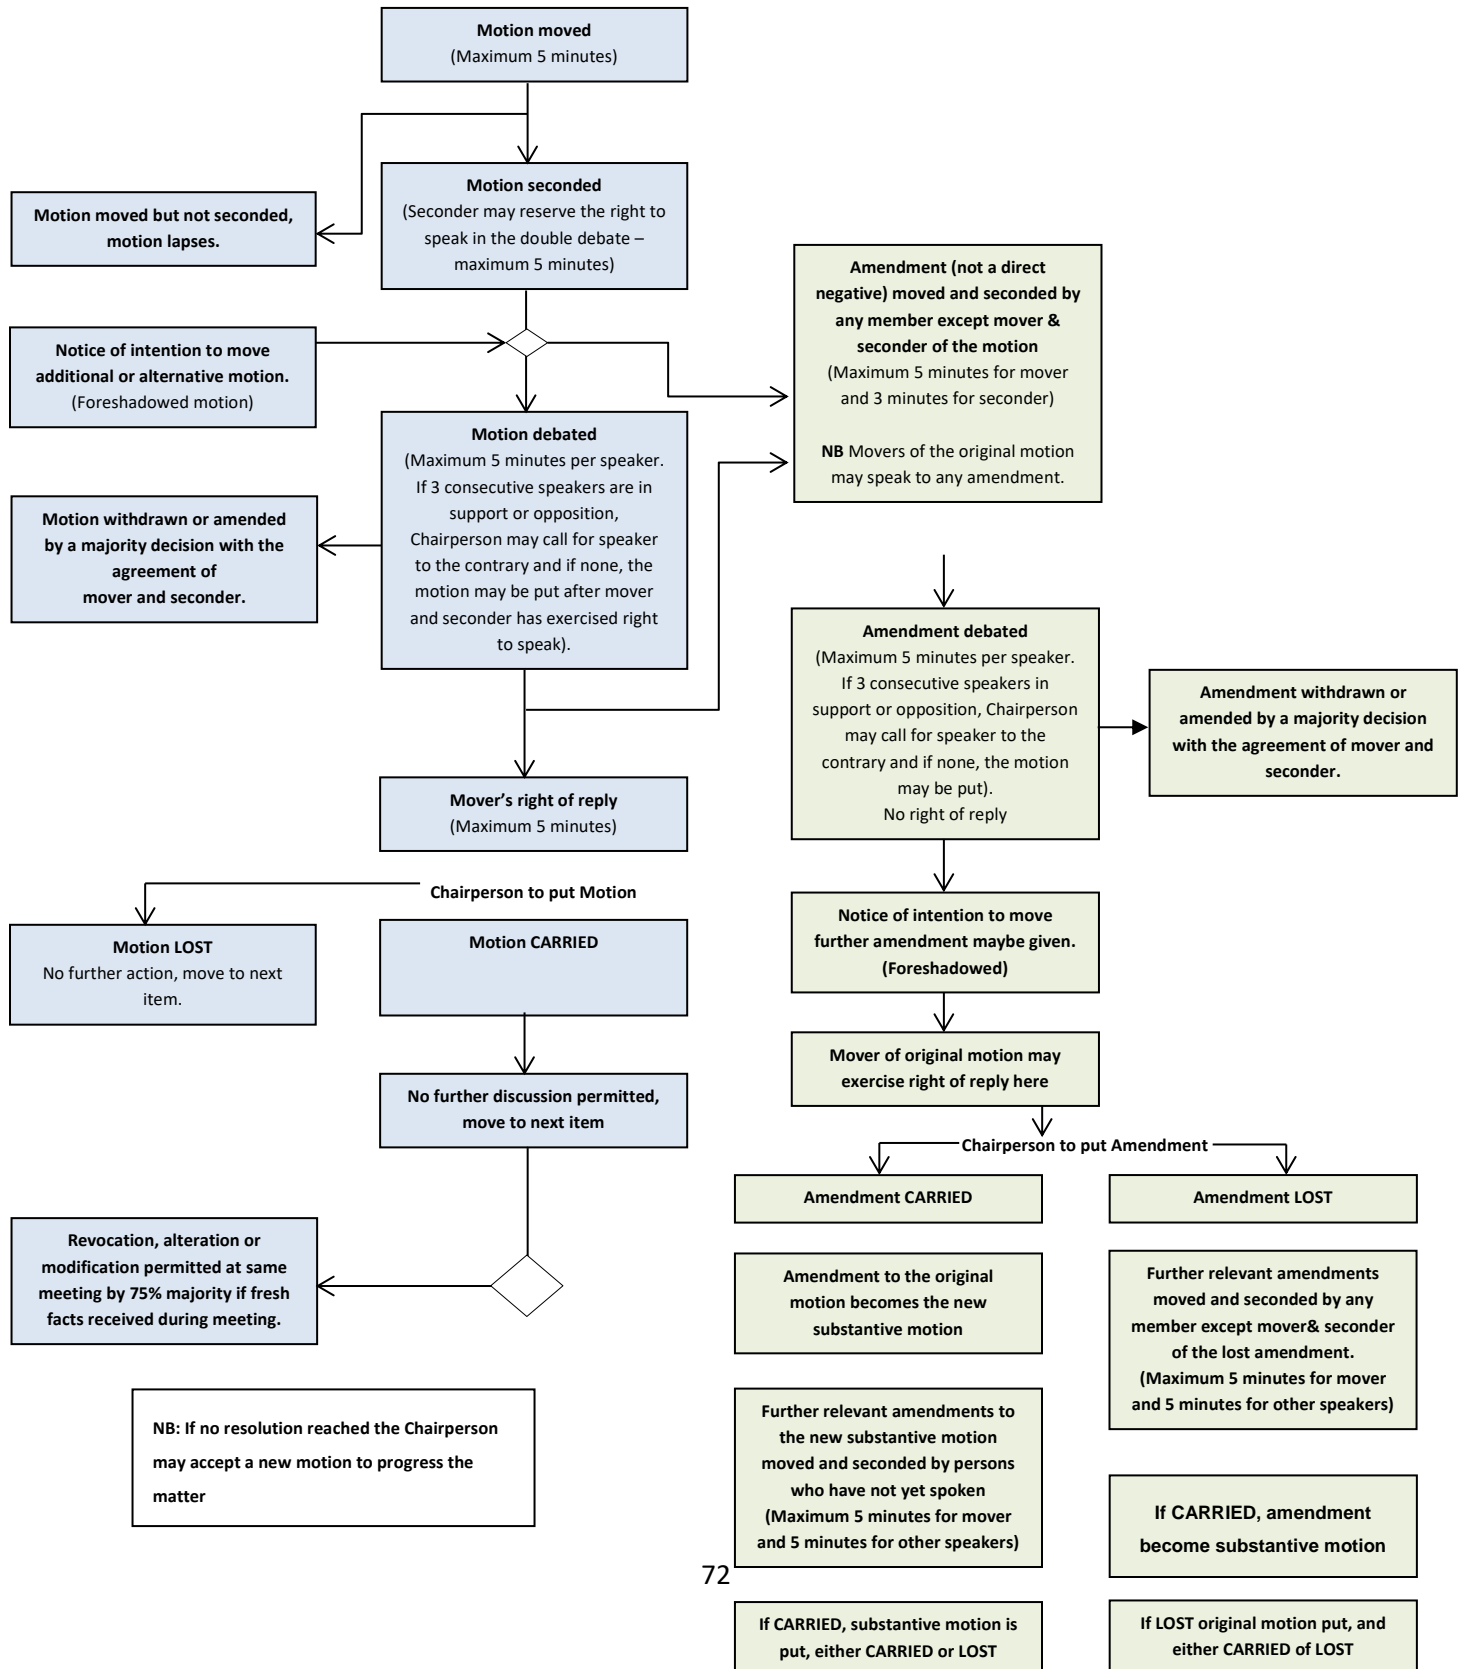 Motion moved
(Maximum 5 minutes)
Motion seconded
(Seconder may reserve the right to
speak in the double debate –
maximum 5 minutes)
Motion moved but not seconded,
motion lapses.
Notice of intention to move
additional or alternative motion.
(Foreshadowed motion)
Motion debated
(Maximum 5 minutes per speaker.
If 3 consecutive speakers are in
support or opposition,
Chairperson may call for speaker
to the contrary and if none, the
motion may be put after mover
and seconder has exercised right
to speak).
Motion withdrawn or amended
by a majority decision with the
agreement of
mover and seconder.
Mover’s right of reply
(Maximum 5 minutes)
Chairperson to put Motion
Motion LOST
No further action, move to next
item.
Motion CARRIED
No further discussion permitted,
move to next item
Revocation, alteration or
modification permitted at same
meeting by 75% majority if fresh
facts received during meeting.
NB: If no resolution reached the Chairperson
may accept a new motion to progress the
matter
Amendment (not a direct
negative) moved and seconded by
any member except mover &
seconder of the motion
(Maximum 5 minutes for mover
and 3 minutes for seconder)
NB Movers of the original motion
may speak to any amendment.
Amendment debated
(Maximum 5 minutes per speaker.
If 3 consecutive speakers in
support or opposition, Chairperson
may call for speaker to the
contrary and if none, the motion
may be put).
No right of reply
Amendment withdrawn or
amended by a majority decision
with the agreement of mover and
seconder.
Notice of intention to move
further amendment maybe given.
(Foreshadowed)
Mover of original motion may
exercise right of reply here
Chairperson to put Amendment
Amendment CARRIED
Amendment to the original
motion becomes the new
substantive motion
Further relevant amendments to
the new substantive motion
moved and seconded by persons
who have not yet spoken
(Maximum 5 minutes for mover
and 5 minutes for other speakers)
If CARRIED, substantive motion is
put, either CARRIED or LOST
Amendment LOST
Further relevant amendments
moved and seconded by any
member except mover& seconder
of the lost amendment.
(Maximum 5 minutes for mover
and 5 minutes for other speakers)
If CARRIED, amendment
become substantive motion
If LOST original motion put, and
either CARRIED of LOST
72